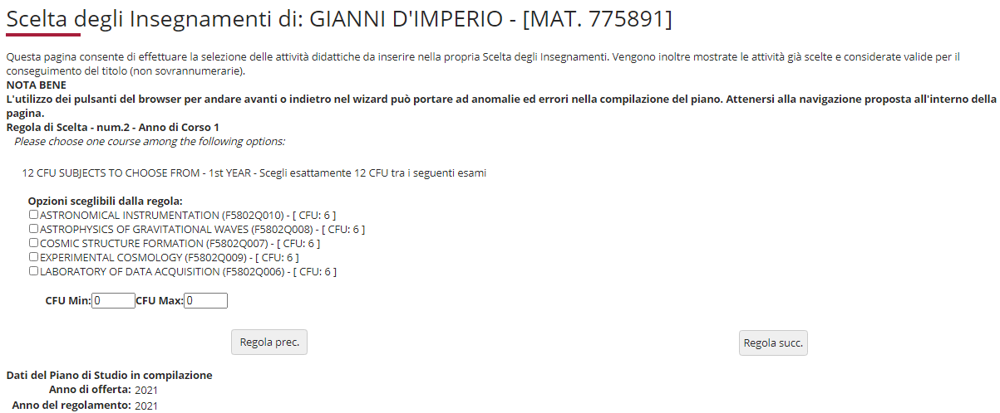 Scelta degli Insegnamenti di: GIANNI D'IMPERIO - [MAT. 775891]
Questa pagina consente di effettuare la selezione delle attività didattiche da inserire nella propria Scelta degli Insegnamenti. Vengono inoltre mostrate le attività già scelte e considerate valide per il
conseguimento del titolo (non sovrannumerarie).
NOTA BENE
L'utilizzo dei pulsanti del browser per andare avanti o indietro nel wizard può portare ad anomalie ed errori nella compilazione del piano. Attenersi alla navigazione proposta all'interno della
pagina.
Regola di Scelta - num.2 - Anno di Corso 1
Please choose one course among the following options:
12 CFU SUBJECTS TO CHOOSE FROM - 1st YEAR - Scegli esattamente 12 CFU tra i seguenti esami
Opzioni sceglibili dalla regola:
ASTRONOMICAL INSTRUMENTATION (F5802Q010) - [ CFU: 6 ]
ASTROPHYSICS OF GRAVITATIONAL WAVES (F5802Q008) - [ CFU: 6 ]
COSMIC STRUCTURE FORMATION (F5802Q007) - [ CFU: 6 ]
EXPERIMENTAL COSMOLOGY (F5802Q009) - [ CFU: 6 ]
LABORATORY OF DATA ACQUISITION (F5802Q006) - [ CFU: 6 ]
CFU Min: 0 CFU Max: 0
Regola prec. Regola succ.
Dati del Piano di Studio in compilazione
Anno di offerta: 2021
Anno del regolamento: 2021